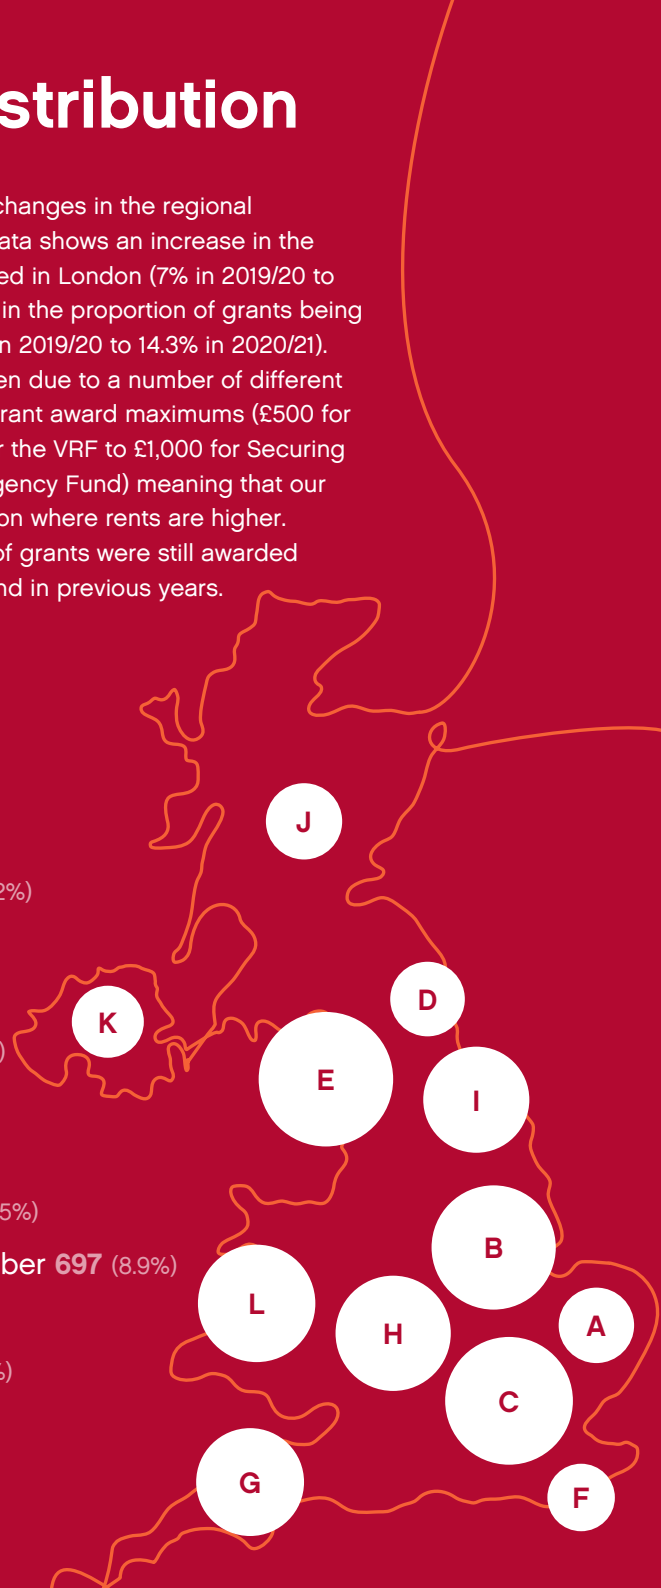 stribution
changes in the regional
ata shows an increase in the
ed in London (7% in 2019/20 to
in the proportion of grants being
n 2019/20 to 14.3% in 2020/21).
en due to a number of different
rant award maximums (£500 for
r the VRF to £1,000 for Securing
gency Fund) meaning that our
on where rents are higher.
of grants were still awarded
nd in previous years.
J
2%)
D
K
)
E
I
5%)
B
ber 697 (8.9%)
L
A
H
%)
C
G
F